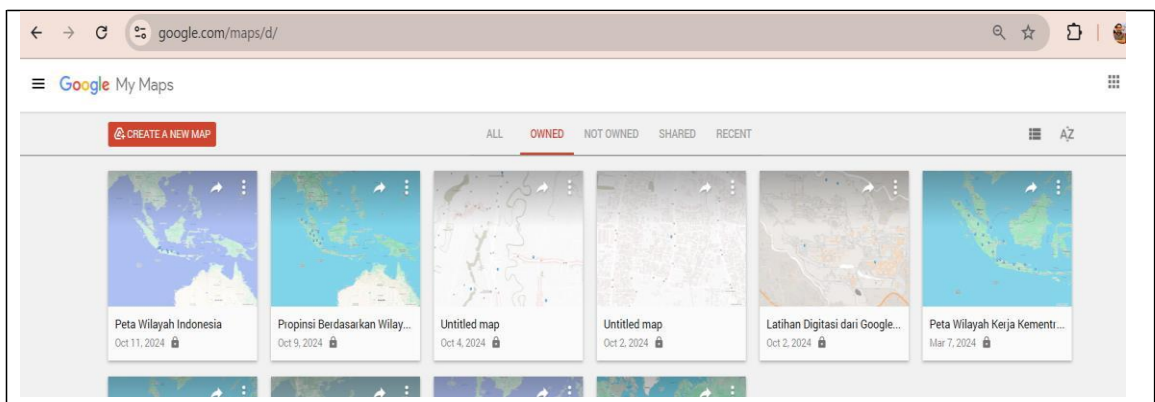 google.com/maps/d/
Google My Maps
CREATE A NEW MAP
ALL OWNED NOT OWNED SHARED RECENT
AZ
Peta Wilayah Indonesia
Oct 11, 2024
Propinsi Berdasarkan Wilay...
Oct 9, 2024
Untitled map
Oct 4, 2024
Untitled map
Oct 2, 2024
Latihan Digitasi dari Google...
Oct 2, 2024
Peta Wilayah Kerja Kementr...
Mar 7, 2024